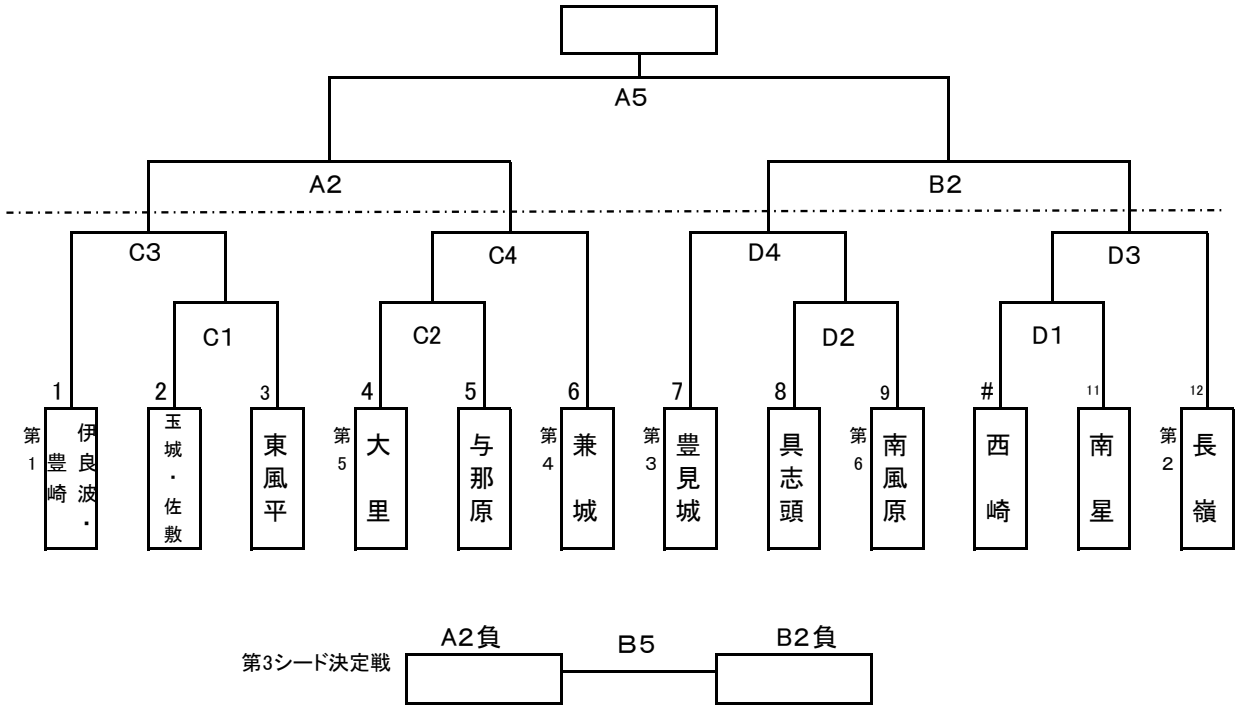 A5
A2
B2
C3
C4
D4
D3
C1
C2
D2
D1
1
2
3
4
5
6
7
8
9
#
11
12
第1
伊良波・豊崎
玉城・佐敷
東風平
第5
大里
与那原
第4
兼城
第3
豊見城
具志頭
第6
南風原
西崎
南星
第2
長嶺
A2負
B5
B2負
第3シード決定戦